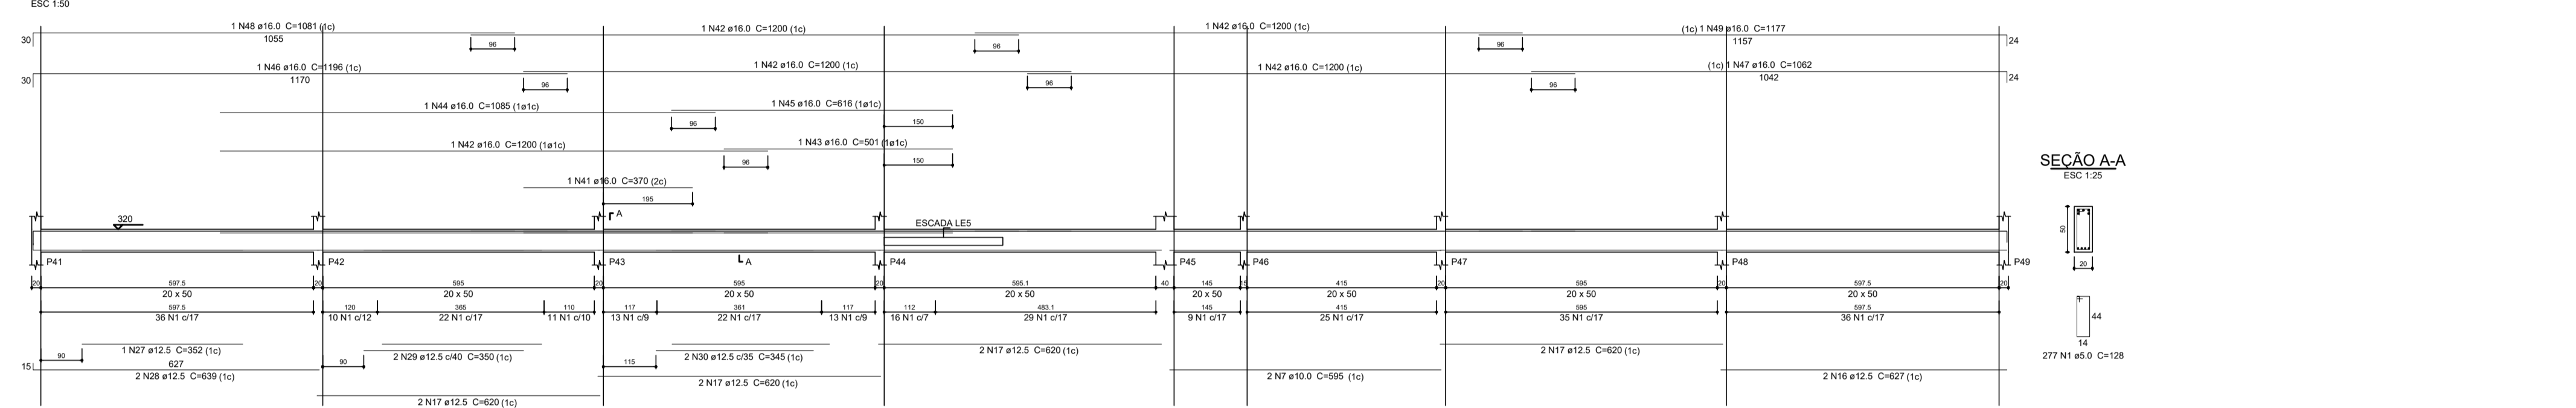 ESC 1:50
1 N48 ø16.0 C=1081 (1c)
1 N42 ø16.0 C=1200 (1c)
1 N42 ø16.0 C=1200 (1c)
(1c) 1 N49 ø16.0 C=1177
30
1055
96
96
96
1157
24
1 N46 ø16.0 C=1196 (1c)
1 N42 ø16.0 C=1200 (1c)
1 N42 ø16.0 C=1200 (1c)
(1c) 1 N47 ø16.0 C=1062
30
1170
96
96
96
1042
24
1 N44 ø16.0 C=1085 (1ø1c)
1 N45 ø16.0 C=616 (1ø1c)
96
150
1 N42 ø16.0 C=1200 (1ø1c)
1 N43 ø16.0 C=501 (1ø1c)
96
150
1 N41 ø16.0 C=370 (2c)
195
SEÇÃO A-A
ESC 1:25
320
A
ESCADA LE5
50
20
P41
P42
P43
A
P44
P45
P46
P47
P48
P49
20 597.5 20 595 20 595 20 595.1 40 145 15 415 20 595 20 597.5 20
20 x 50
20 x 50
20 x 50
20 x 50
20 x 50
20 x 50
20 x 50
20 x 50
597.5 120 365 110 117 361 117 112 483.1 145 415 595 597.5
36 N1 c/17
10 N1 c/12
22 N1 c/17
11 N1 c/10
13 N1 c/9
22 N1 c/17
13 N1 c/9
16 N1 c/7
29 N1 c/17
9 N1 c/17
25 N1 c/17
35 N1 c/17
36 N1 c/17
44
14
277 N1 ø5.0 C=128
90
1 N27 ø12.5 C=352 (1c)
90
2 N29 ø12.5 c/40 C=350 (1c)
115
2 N30 ø12.5 c/35 C=345 (1c)
2 N17 ø12.5 C=620 (1c)
2 N17 ø12.5 C=620 (1c)
15
627
2 N28 ø12.5 C=639 (1c)
2 N17 ø12.5 C=620 (1c)
2 N7 ø10.0 C=595 (1c)
2 N16 ø12.5 C=627 (1c)
2 N17 ø12.5 C=620 (1c)